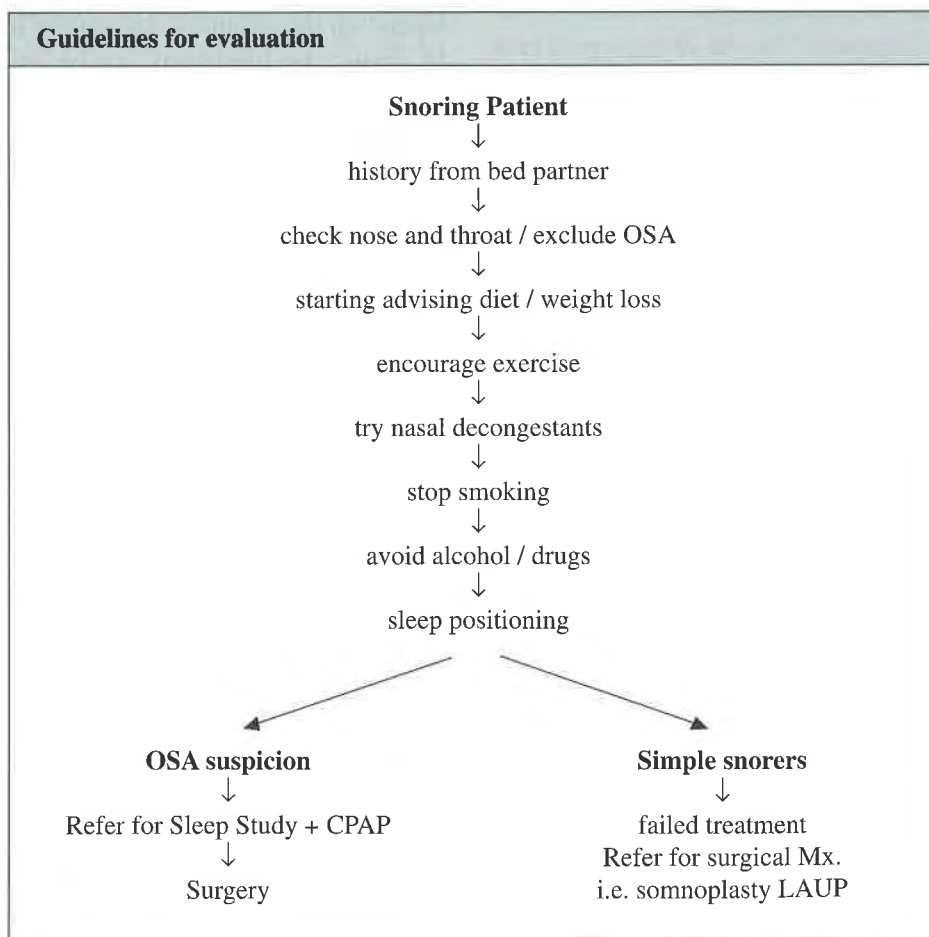 Guidelines for evaluation
Snoring Patient
↓
history from bed partner
↓
check nose and throat / exclude OSA
↓
starting advising diet / weight loss
↓
encourage exercise
↓
try nasal decongestants
↓
stop smoking
↓
avoid alcohol / drugs
↓
sleep positioning
OSA suspicion
↓
Refer for Sleep Study + CPAP
↓
Surgery
Simple snorers
↓
failed treatment
Refer for surgical Mx.
i.e. somnoplasty LAUP